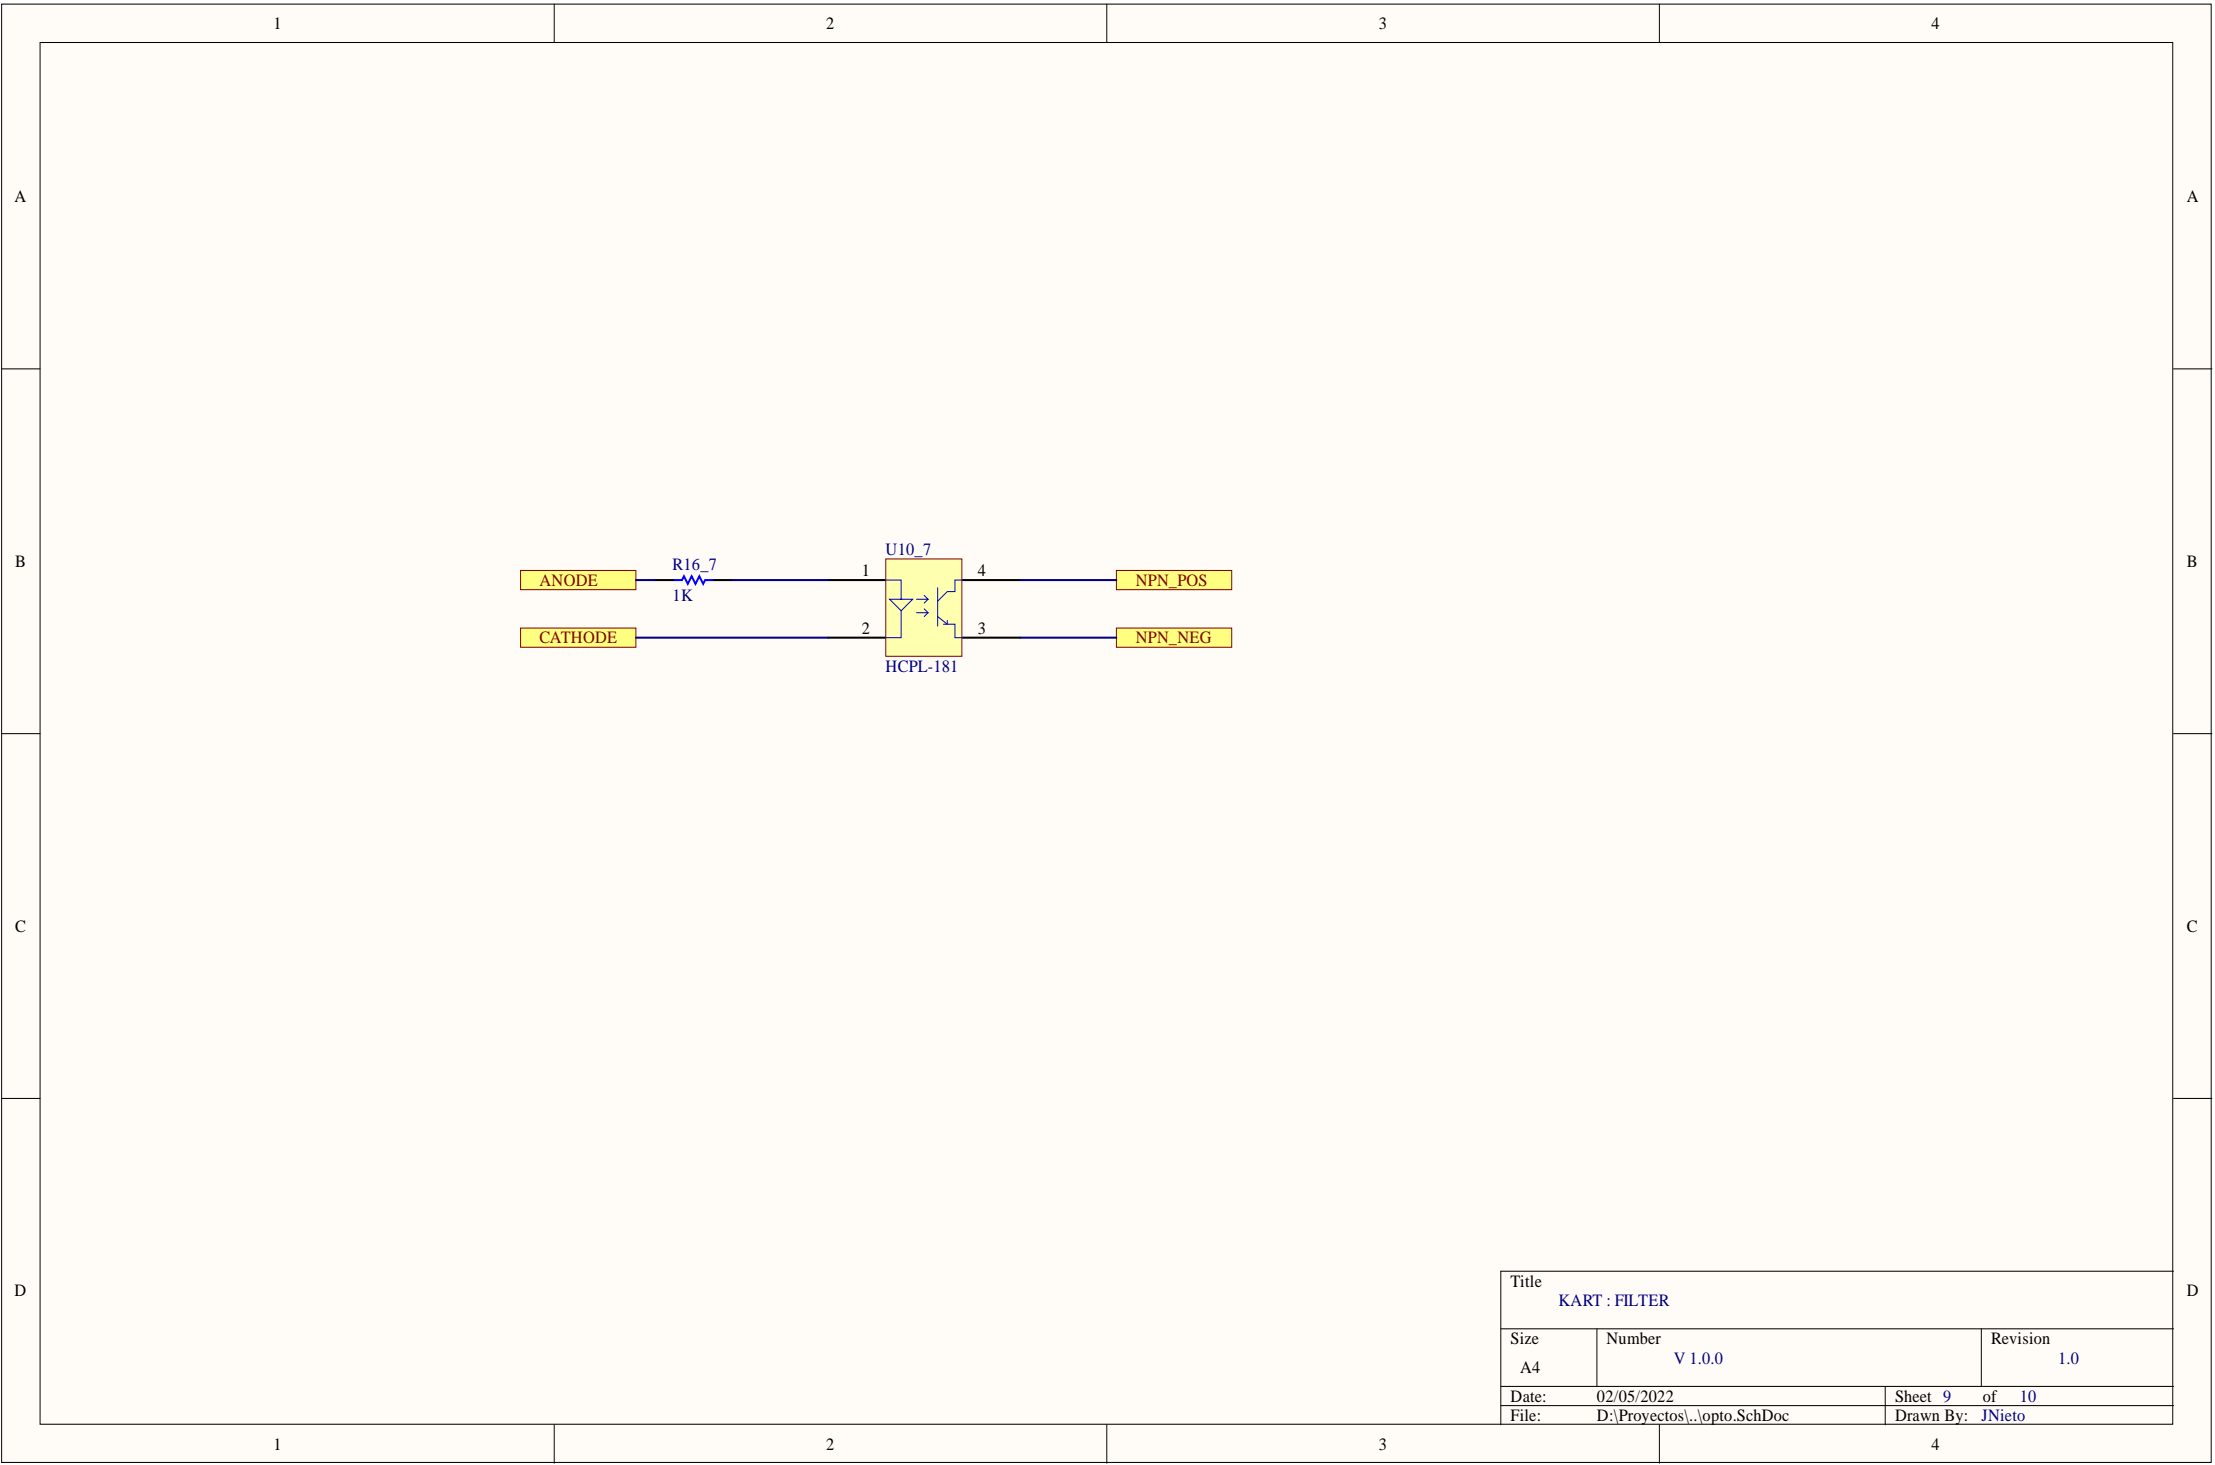 1 2 3 4
A A
U10_7
B B
R16_7
ANODE 1 4 NPN_POS
1K
CATHODE 2 3 NPN_NEG
HCPL-181
C C
Title
KART : FILTER
D D
Size Number Revision
A4 V 1.0.0 1.0
Date: 02/05/2022 Sheet 9 of 10
File: D:\Proyectos\..\opto.SchDoc Drawn By: JNieto
1 2 3 4